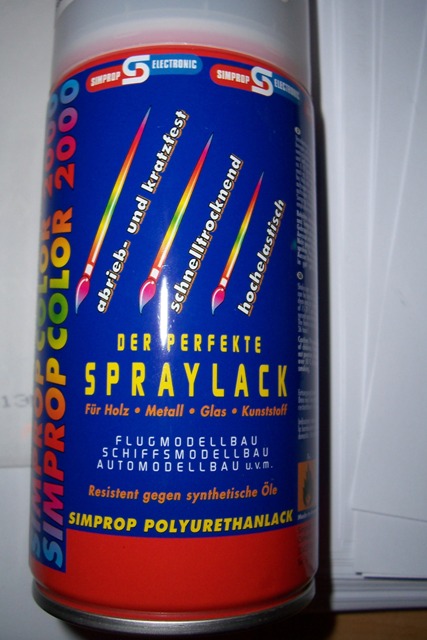 SIMPROP S ELECTRONIC
SIMPROP S ELECTRONIC
SIMPROP COLOR 2000
SIMPROP COLOR 2000
abrieb- und kratzfest
schnelltrocknend
hochelastisch
DER PERFEKTE
SPRAYLACK
Für Holz • Metall • Glas • Kunststoff
FLUGMODELLBAU
SCHIFFSMODELLBAU
AUTOMODELLBAU u.v.m.
Resistent gegen synthetische Öle
SIMPROP POLYURETHANLACK